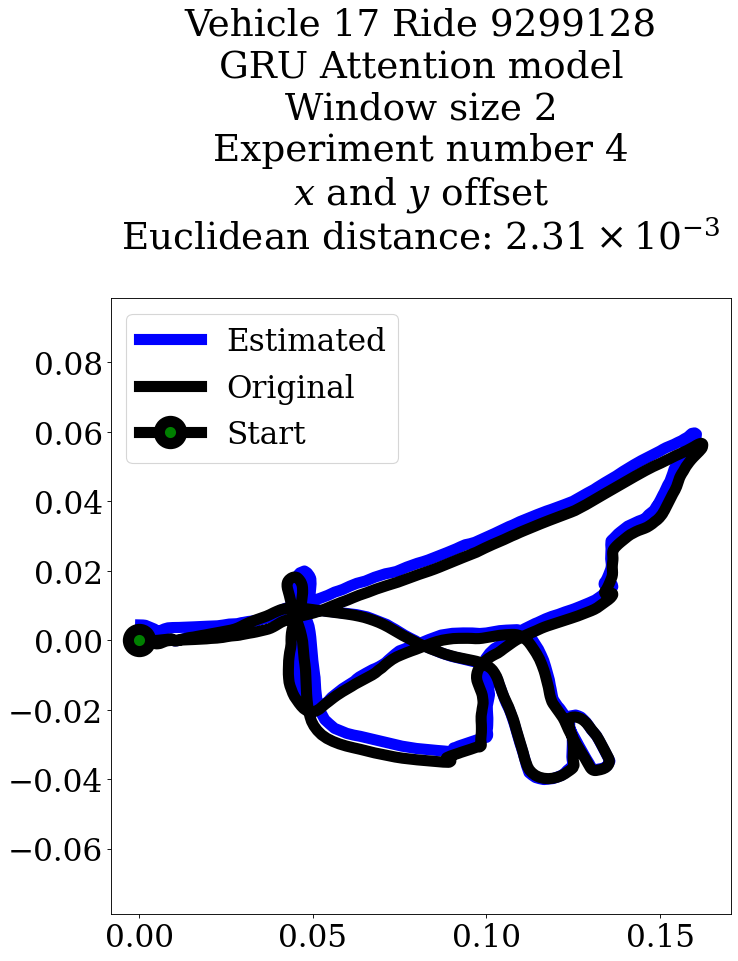 Vehicle 17 Ride 9299128
GRU Attention model
Window size 2
Experiment number 4
x and y offset
Euclidean distance: 2.31 × 10⁻³
Estimated
Original
Start
0.08
0.06
0.04
0.02
0.00
−0.02
−0.04
−0.06
0.00 0.05 0.10 0.15